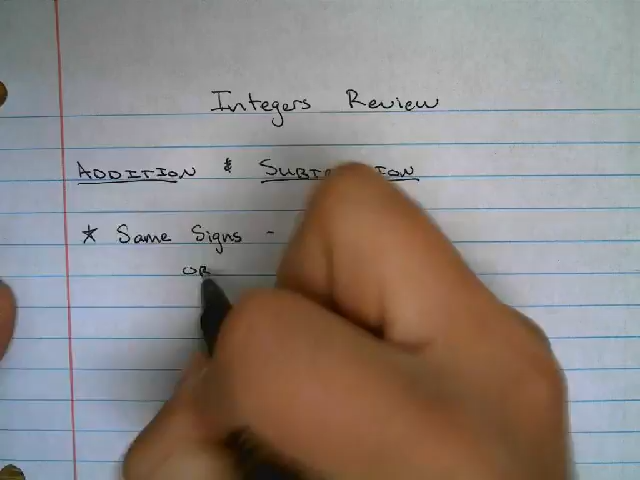 Integers Review
ADDITION & 
* Same Signs -
OR